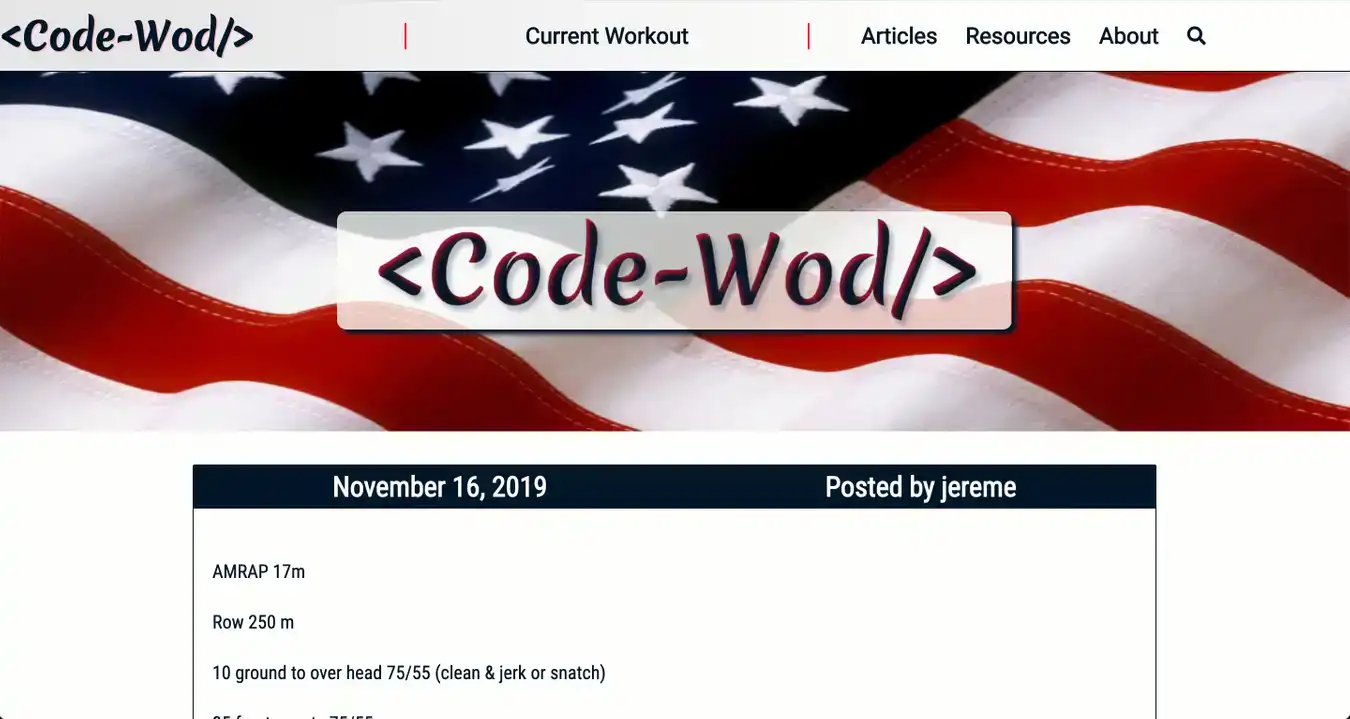 <Code-Wod/>
Current Workout
Articles Resources About
<Code-Wod/>
November 16, 2019 Posted by jereme
AMRAP 17m
Row 250 m
10 ground to over head 75/55 (clean & jerk or snatch)